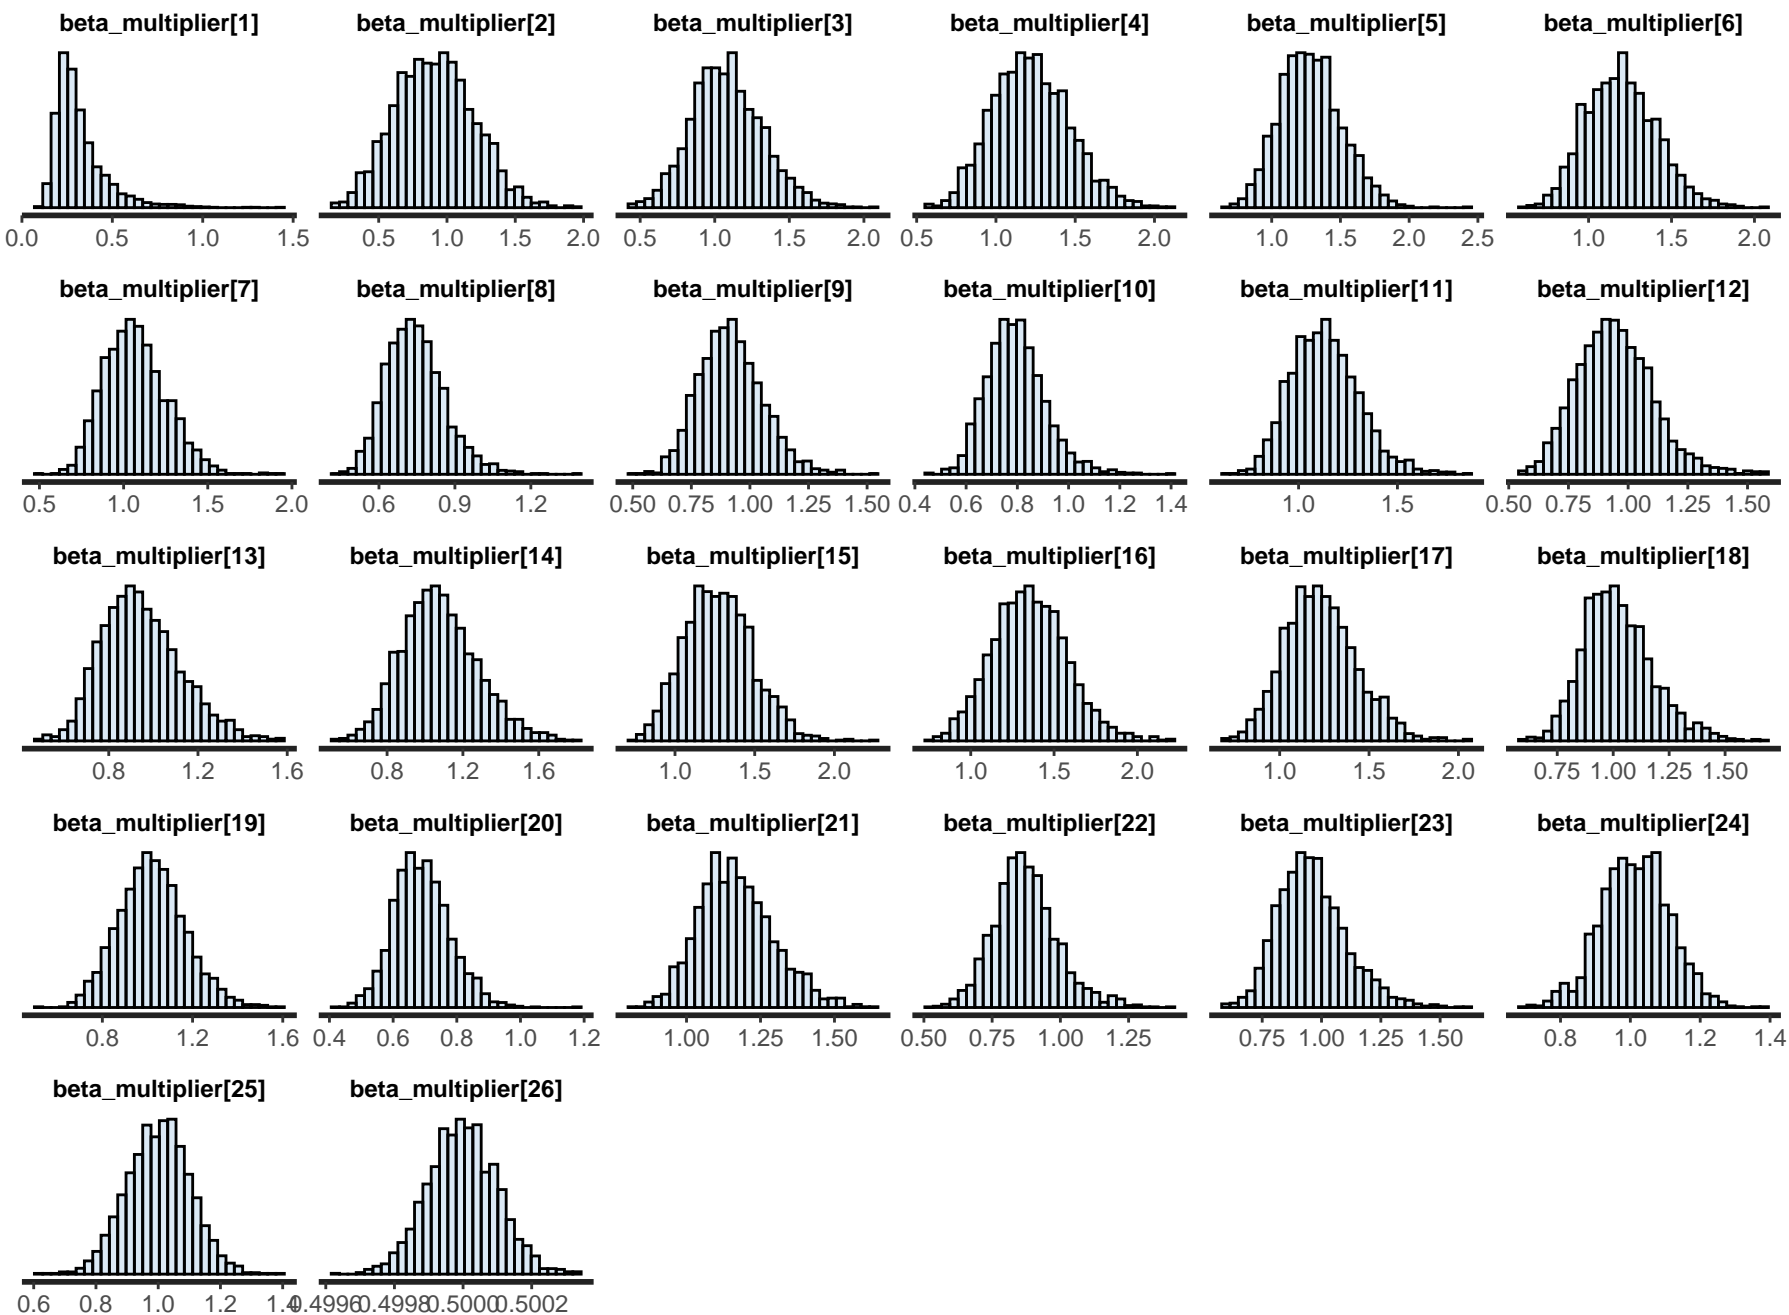 beta_multiplier[1] beta_multiplier[2] beta_multiplier[3] beta_multiplier[4] beta_multiplier[5] beta_multiplier[6]
0.0 0.5 1.0 1.5 0.5 1.0 1.5 2.0 0.5 1.0 1.5 2.0 0.5 1.0 1.5 2.0 1.0 1.5 2.0 2.5 1.0 1.5 2.0
beta_multiplier[7] beta_multiplier[8] beta_multiplier[9] beta_multiplier[10] beta_multiplier[11] beta_multiplier[12]
0.5 1.0 1.5 2.0 0.6 0.9 1.2 0.50 0.75 1.00 1.25 1.50 0.4 0.6 0.8 1.0 1.2 1.4 1.0 1.5 0.50 0.75 1.00 1.25 1.50
beta_multiplier[13] beta_multiplier[14] beta_multiplier[15] beta_multiplier[16] beta_multiplier[17] beta_multiplier[18]
0.8 1.2 1.6 0.8 1.2 1.6 1.0 1.5 2.0 1.0 1.5 2.0 1.0 1.5 2.0 0.75 1.00 1.25 1.50
beta_multiplier[19] beta_multiplier[20] beta_multiplier[21] beta_multiplier[22] beta_multiplier[23] beta_multiplier[24]
0.8 1.2 1.6 0.4 0.6 0.8 1.0 1.2 1.00 1.25 1.50 0.50 0.75 1.00 1.25 0.75 1.00 1.25 1.50 0.8 1.0 1.2 1.4
beta_multiplier[25] beta_multiplier[26]
0.6 0.8 1.0 1.2 1.4 0.4996 0.4998 0.5000 0.5002